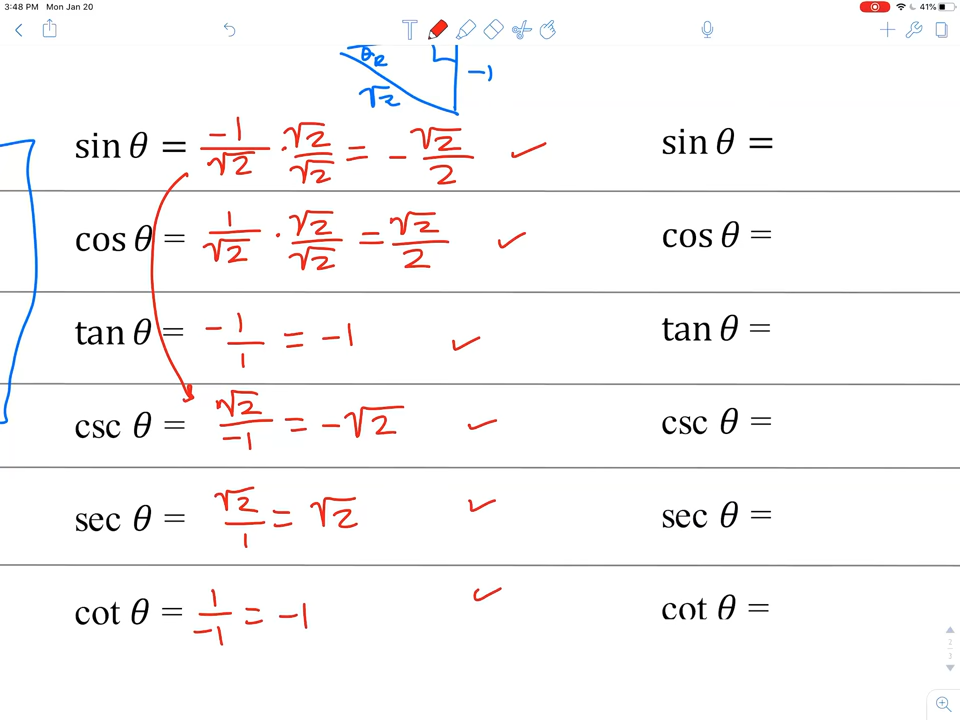 3:48 PM Mon Jan 20
41%
T
θR
-1
√2
sin θ = -1/√2 · √2/√2 = - √2/2 ✓
sin θ =
cos θ = 1/√2 · √2/√2 = √2/2 ✓
cos θ =
tan θ = -1/1 = -1 ✓
tan θ =
csc θ = √2/-1 = -√2 ✓
csc θ =
sec θ = √2/1 = √2 ✓
sec θ =
cot θ = 1/-1 = -1 ✓
cot θ =
2
3